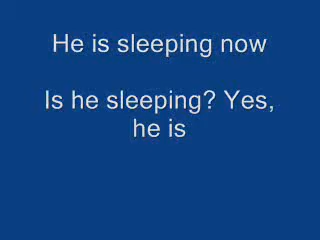 He is sleeping now
Is he sleeping? Yes,
he is